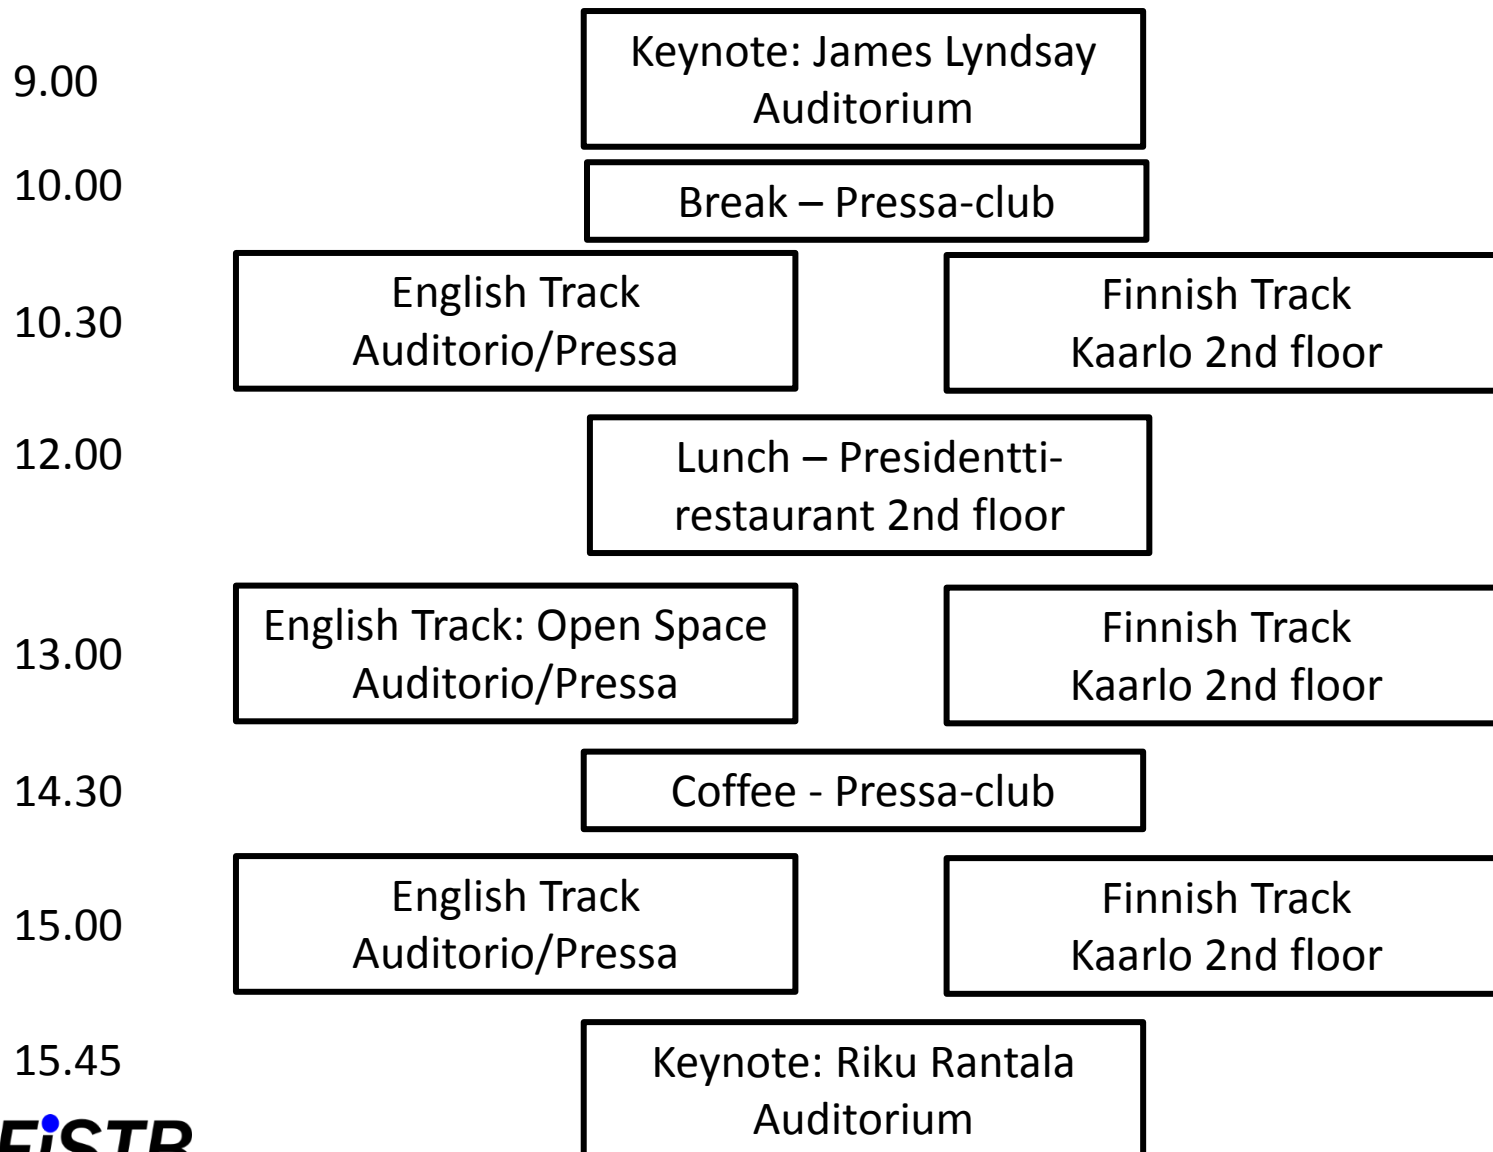 9.00
Keynote: James Lyndsay
Auditorium
10.00
Break – Pressa-club
10.30
English Track
Auditorio/Pressa
Finnish Track
Kaarlo 2nd floor
12.00
Lunch – Presidentti-
restaurant 2nd floor
13.00
English Track: Open Space
Auditorio/Pressa
Finnish Track
Kaarlo 2nd floor
14.30
Coffee - Pressa-club
15.00
English Track
Auditorio/Pressa
Finnish Track
Kaarlo 2nd floor
15.45
Keynote: Riku Rantala
Auditorium
FiSTB